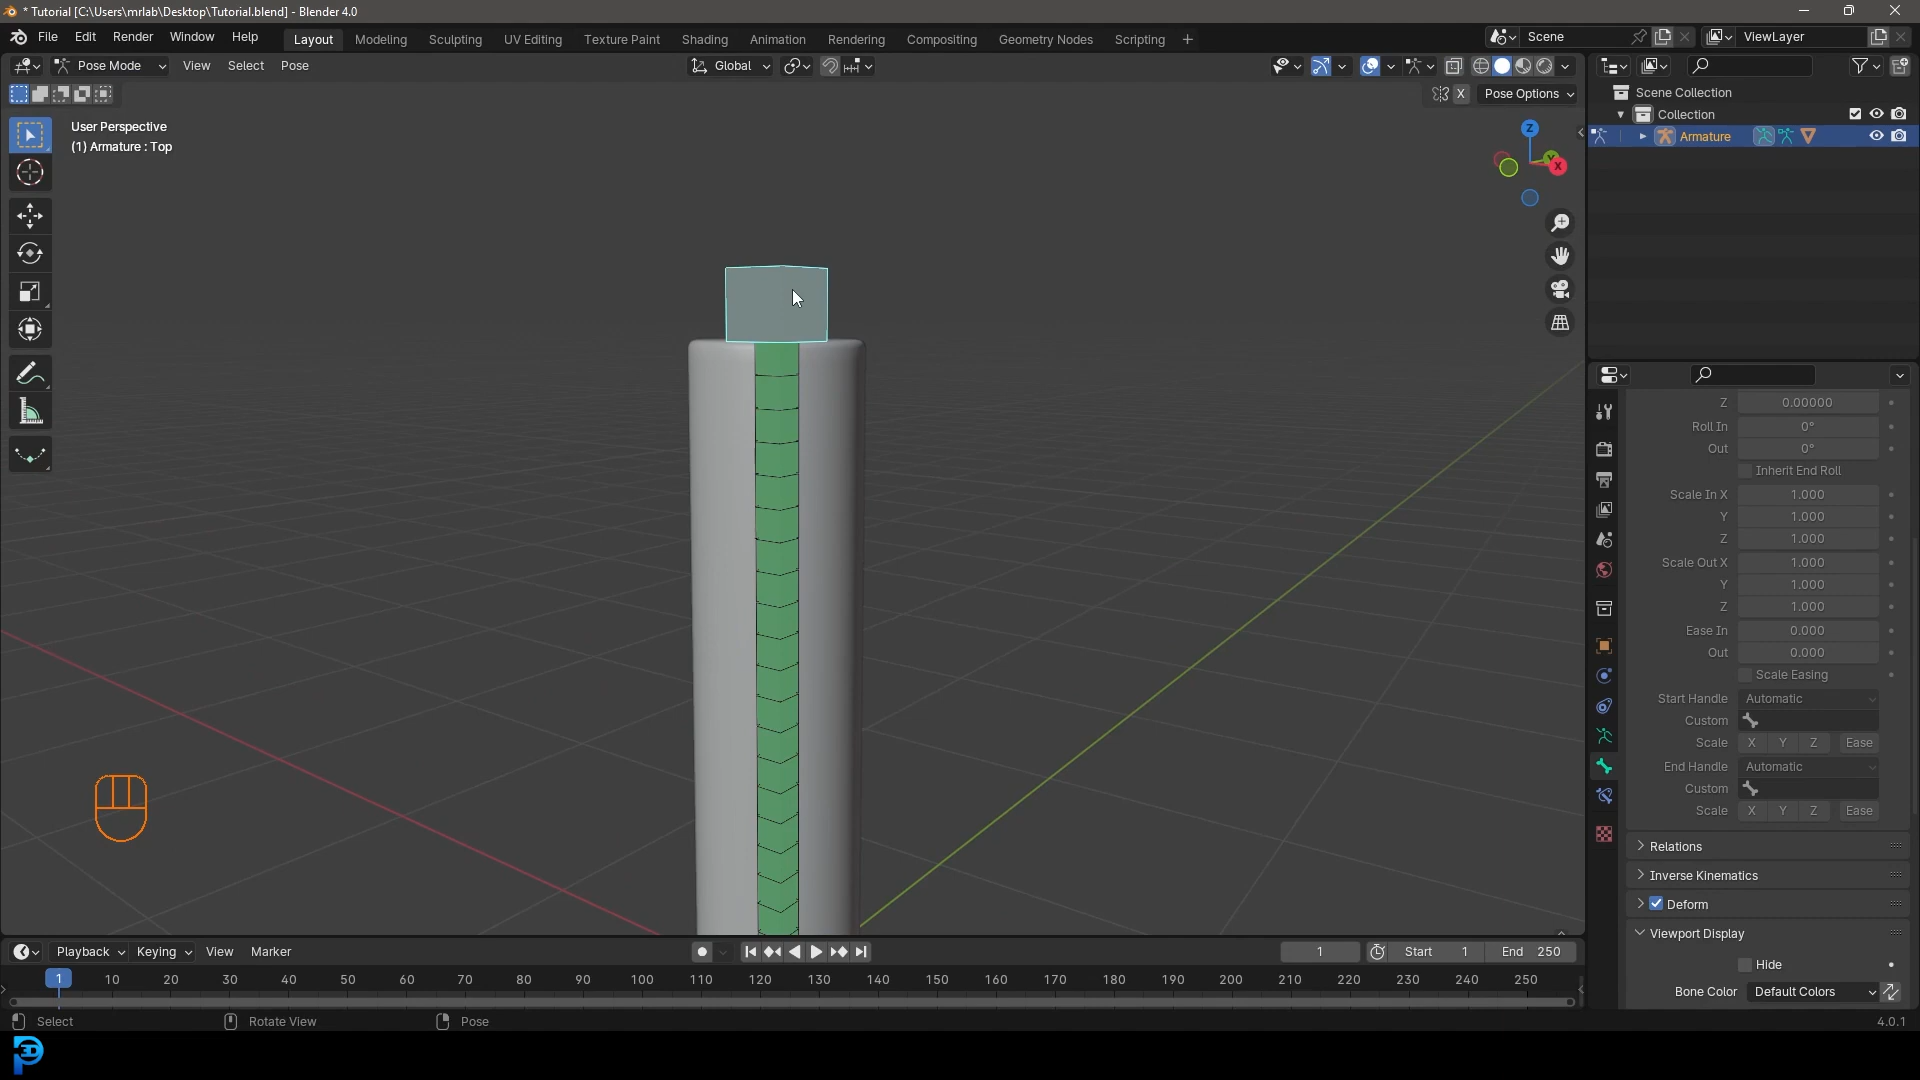 * Tutorial [C:\Users\mrlab\Desktop\Tutorial.blend] - Blender 4.0
File Edit Render Window Help Layout Modeling Sculpting UV Editing Texture Paint Shading Animation Rendering Compositing Geometry Nodes Scripting + Scene ViewLayer
Pose Mode View Select Pose Global
X Pose Options
User Perspective
(1) Armature : Top
Z
Y
X
Scene Collection
Collection
Armature
Z 0.00000
Roll In 0°
Out 0°
Inherit End Roll
Scale In X 1.000
Y 1.000
Z 1.000
Scale Out X 1.000
Y 1.000
Z 1.000
Ease In 0.000
Out 0.000
Scale Easing
Start Handle Automatic
Custom
Scale X Y Z Ease
End Handle Automatic
Custom
Scale X Y Z Ease
Relations
Inverse Kinematics
Deform
Viewport Display
Hide
Bone Color Default Colors
Playback Keying View Marker 1 Start 1 End 250
1 10 20 30 40 50 60 70 80 90 100 110 120 130 140 150 160 170 180 190 200 210 220 230 240 250
Select Rotate View Pose 4.0.1